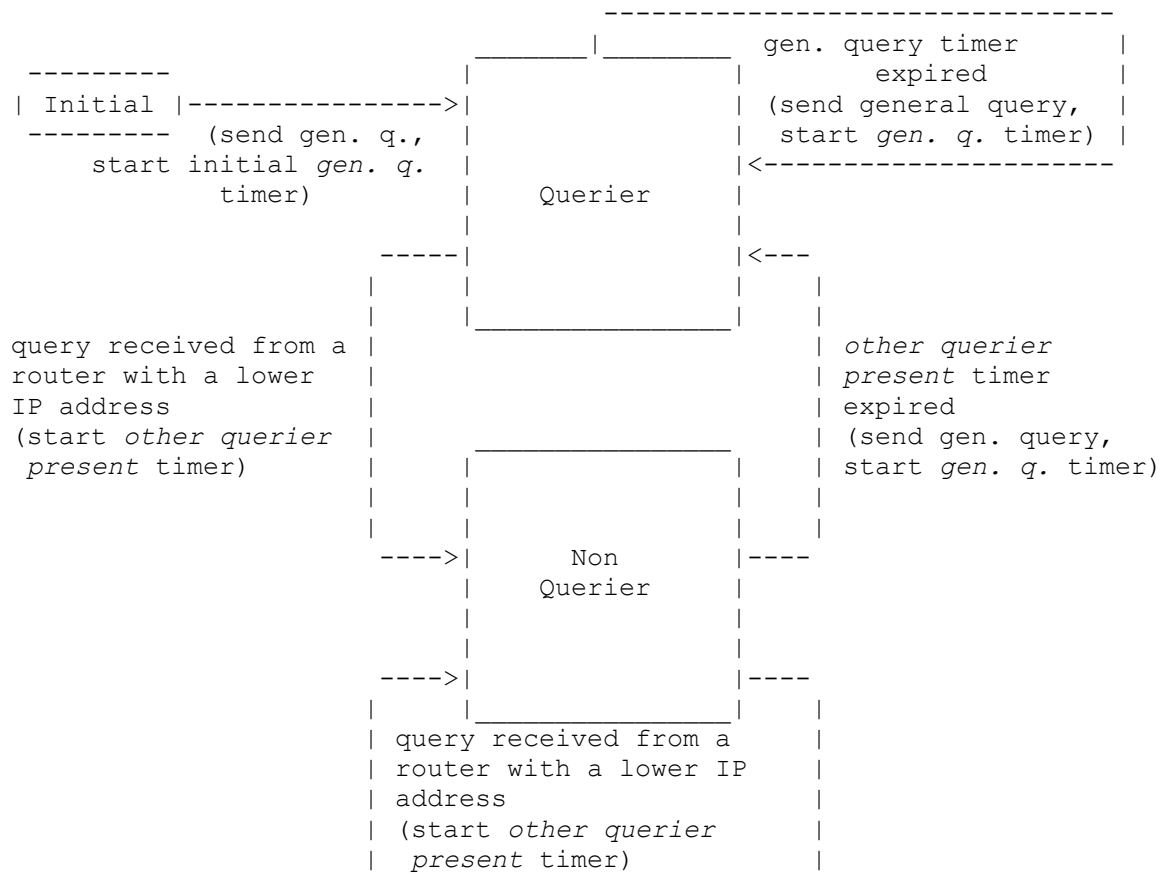 gen. query timer
expired
(send general query,
start gen. q. timer)
Initial
(send gen. q.,
start initial gen. q.
timer)
Querier
query received from a
router with a lower
IP address
(start other querier
present timer)
other querier
present timer
expired
(send gen. query,
start gen. q. timer)
Non
Querier
query received from a
router with a lower IP
address
(start other querier
present timer)